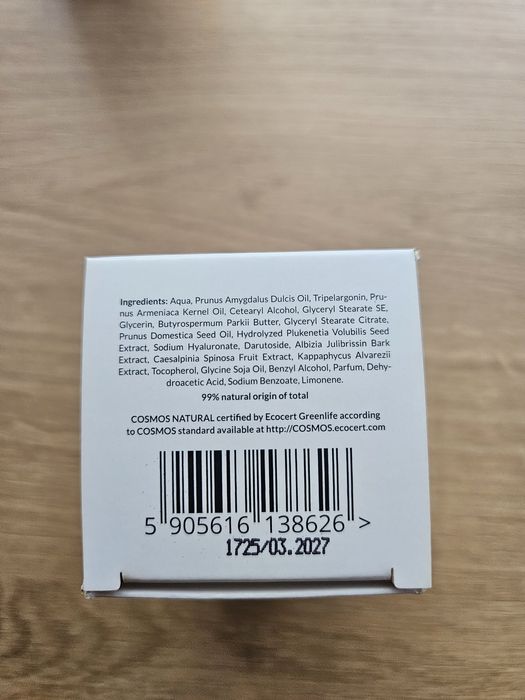 Ingredients: Aqua, Prunus Amygdalus Dulcis Oil, Tripelargonin, Pru-
nus Armeniaca Kernel Oil, Cetearyl Alcohol, Glyceryl Stearate SE,
Glycerin, Butyrospermum Parkii Butter, Glyceryl Stearate Citrate,
Prunus Domestica Seed Oil, Hydrolyzed Plukenetia Volubilis Seed
Extract, Sodium Hyaluronate, Darutoside, Albizia Julibrissin Bark
Extract, Caesalpinia Spinosa Fruit Extract, Kappaphycus Alvarezii
Extract, Tocopherol, Glycine Soja Oil, Benzyl Alcohol, Parfum, Dehy-
droacetic Acid, Sodium Benzoate, Limonene.
99% natural origin of total
COSMOS NATURAL certified by Ecocert Greenlife according
to COSMOS standard available at http://COSMOS.ecocert.com
5 905616 138626 >
1725/03.2027